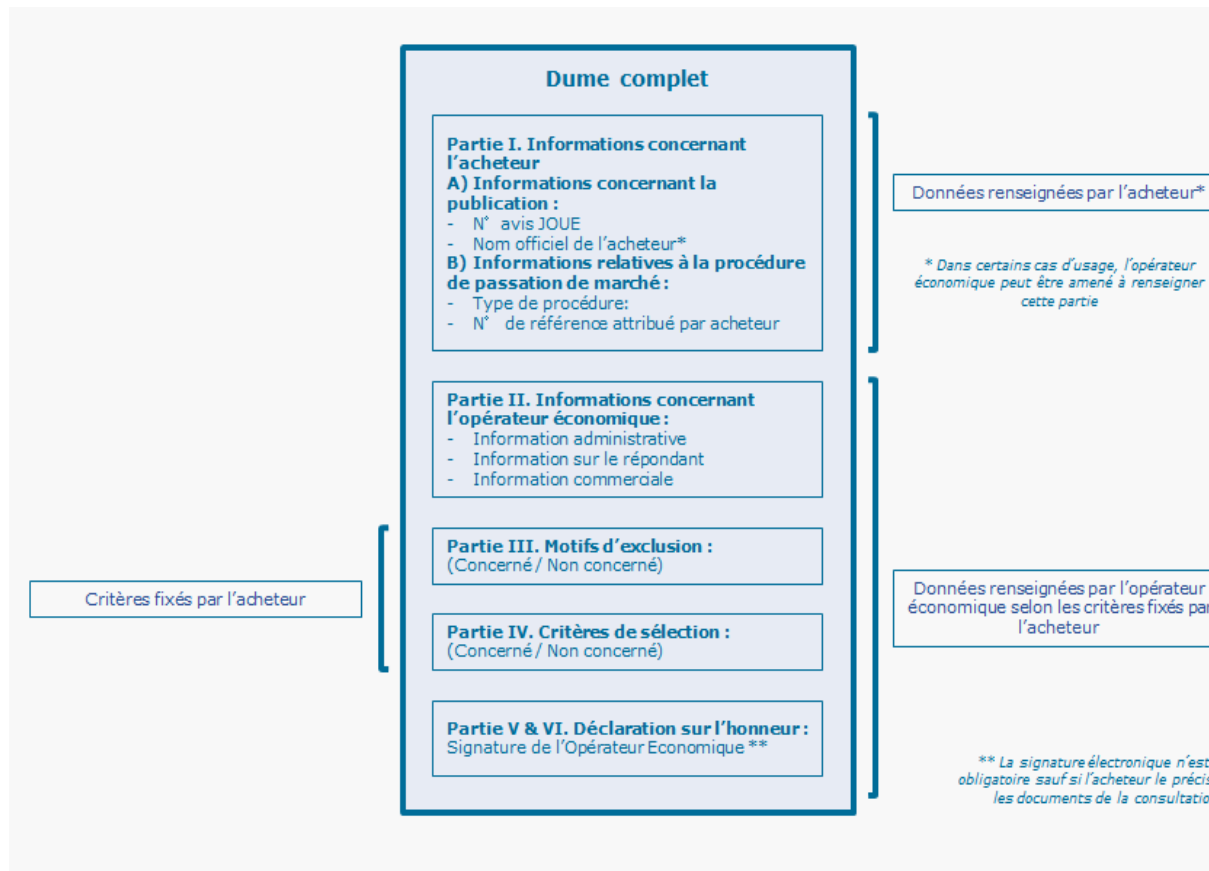 Dume complet
Partie I. Informations concernant
l'acheteur
A) Informations concernant la
publication :
- N° avis JOUE
- Nom officiel de l'acheteur*
B) Informations relatives à la procédure
de passation de marché :
- Type de procédure:
- N° de référence attribué par acheteur
Données renseignées par l'acheteur*
* Dans certains cas d'usage, l'opérateur
économique peut être amené à renseigner
cette partie
Partie II. Informations concernant
l'opérateur économique :
- Information administrative
- Information sur le répondant
- Information commerciale
Partie III. Motifs d'exclusion :
(Concerné / Non concerné)
Critères fixés par l'acheteur
Partie IV. Critères de sélection :
(Concerné / Non concerné)
Données renseignées par l'opérateur
économique selon les critères fixés par
l'acheteur
Partie V & VI. Déclaration sur l'honneur :
Signature de l'Opérateur Economique **
** La signature électronique n'est
obligatoire sauf si l'acheteur le
les documents de la